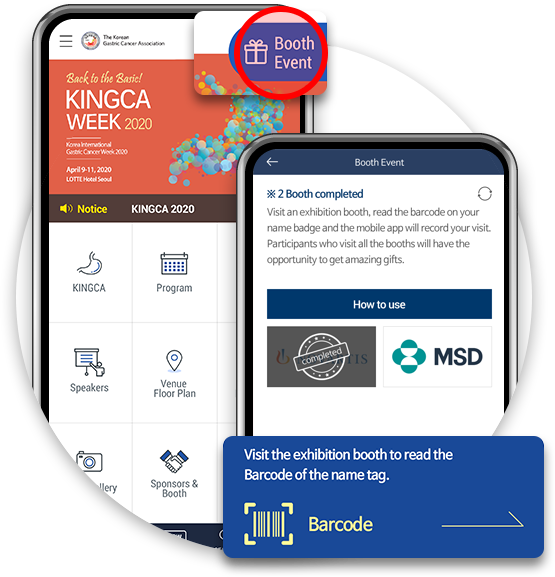 The Korean
Gastric Cancer Association
Booth
Event
Back to the Basic!
KINGCA
WEEK 2020
Korea International
Gastric Cancer Week 2020
April 9-11, 2020
LOTTE Hotel Seoul
Notice KINGCA 2020
KINGCA
Program
Speakers
Venue
Floor Plan
llery
Sponsors &
Booth
Booth Event
※ 2 Booth completed
Visit an exhibition booth, read the barcode on your
name badge and the mobile app will record your visit.
Participants who visit all the booths will have the
opportunity to get amazing gifts.
How to use
completed
MSD
Visit the exhibition booth to read the
Barcode of the name tag.
Barcode